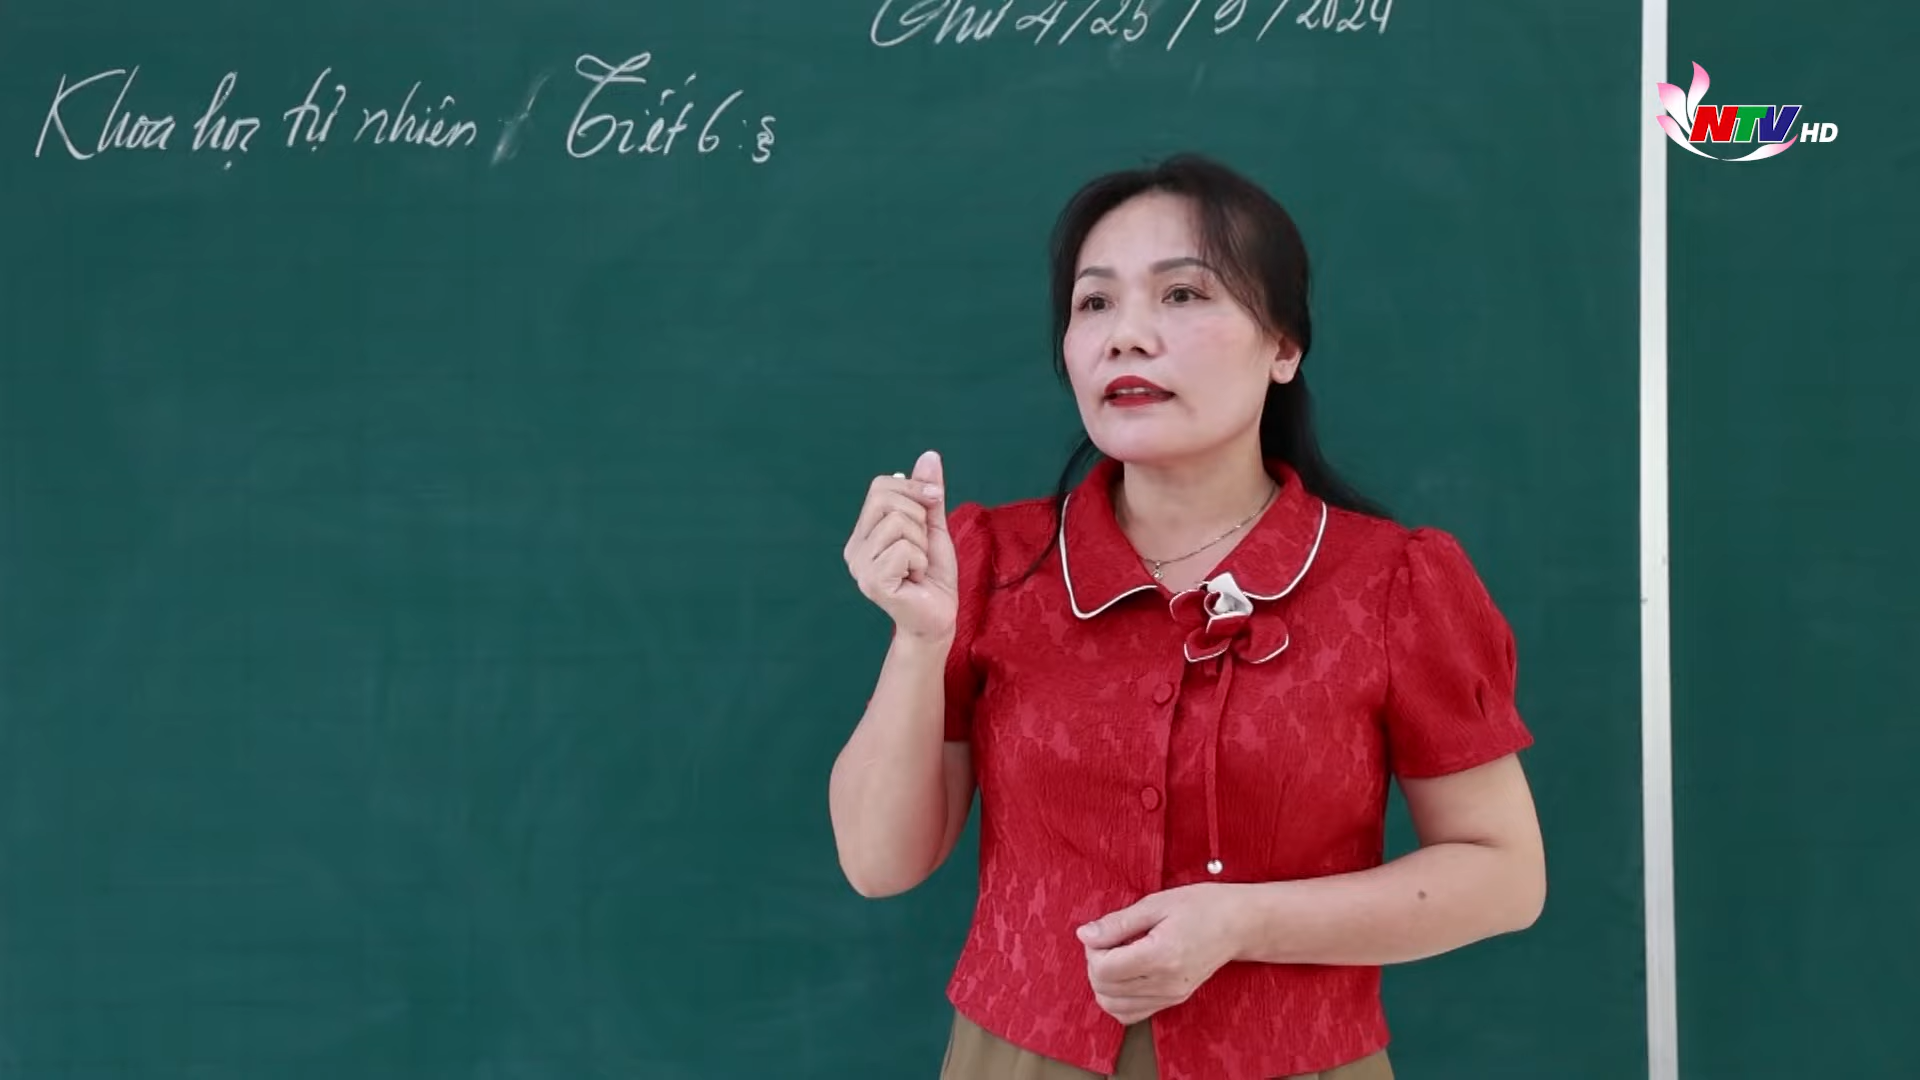 Thứ 4/25/9/2024
Khoa học tự nhiên / Tiết 6: §
NTV HD